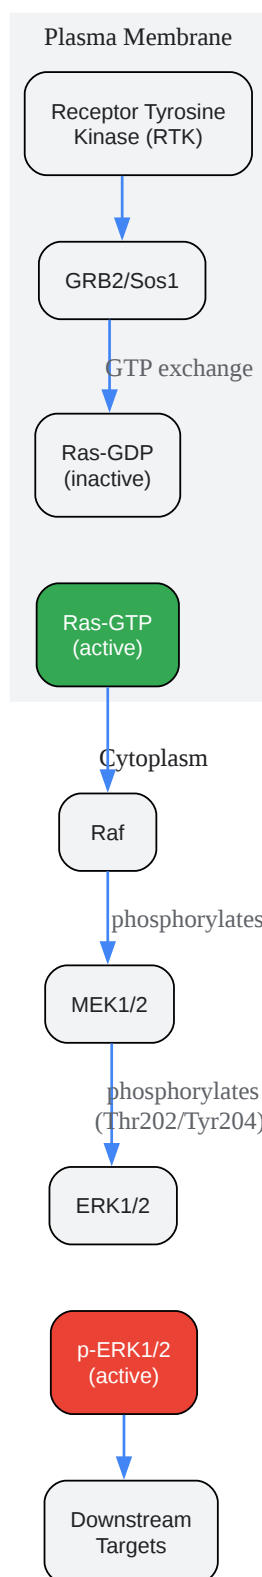 Plasma Membrane
Receptor Tyrosine
Kinase (RTK)
GRB2/Sos1
GTP exchange
Ras-GDP
(inactive)
Ras-GTP
(active)
Cytoplasm
Raf
phosphorylates
MEK1/2
phosphorylates
(Thr202/Tyr204)
ERK1/2
p-ERK1/2
(active)
Downstream
Targets